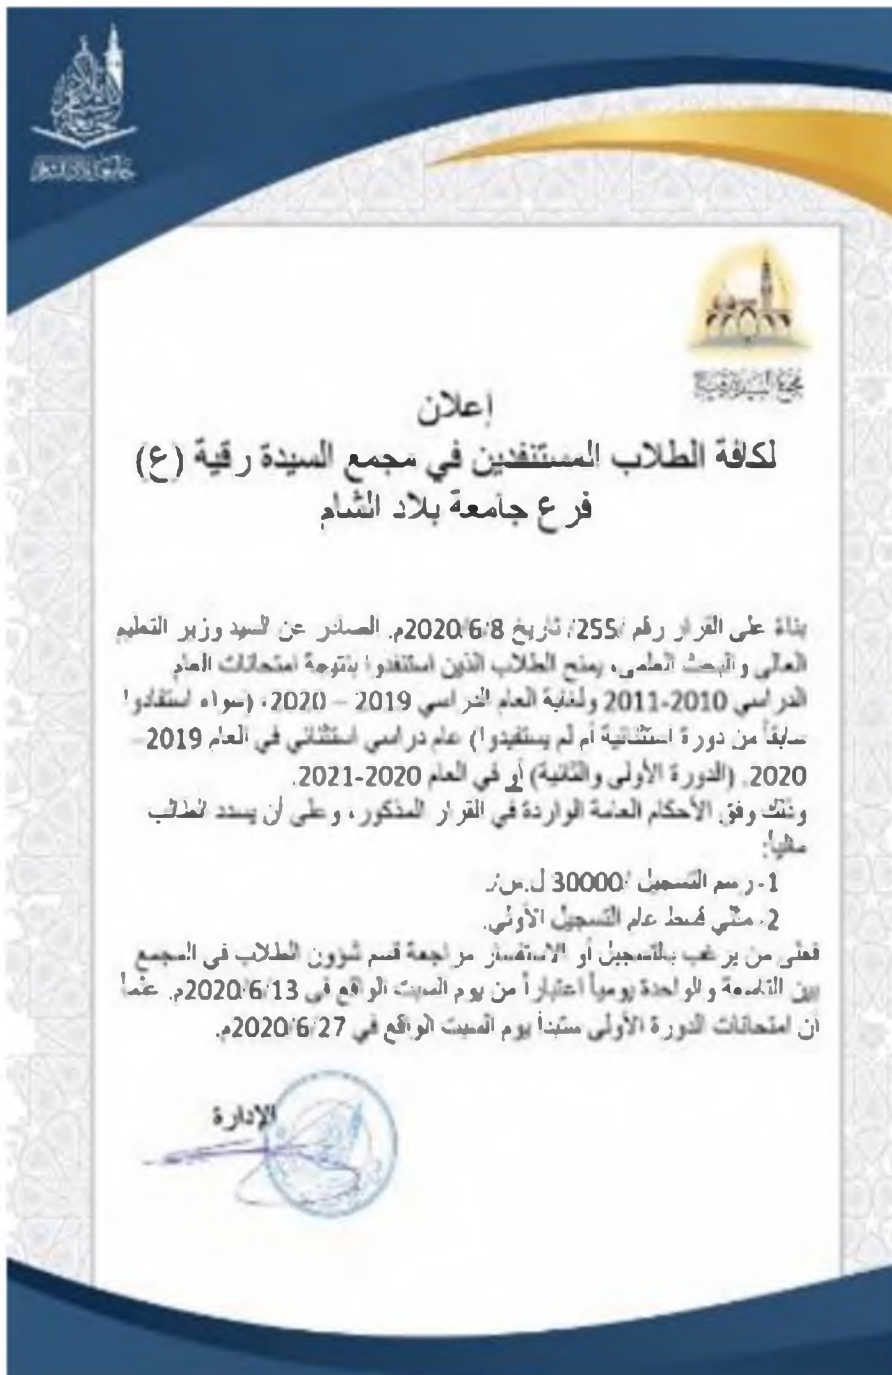 جامعة بلاد الشام
مجمع السيدة رقية
إعلان
لكافة الطلاب المستنفدين في مجمع السيدة رقية (ع)
فرع جامعة بلاد الشام
بناءً على القرار رقم /255/ تاريخ 2020/6/8م. الصادر عن السيد وزير التعليم
العالي والبحث العلمي، يمنح الطلاب الذين استنفدوا بنتيجة امتحانات العام
الدراسي 2010-2011 ولغاية العام الدراسي 2019 – 2020، (سواء استفادوا
سابقاً من دورة استثنائية أم لم يستفيدوا) عام دراسي استثنائي في العام 2019–
2020. (الدورة الأولى والثانية) أو في العام 2020-2021.
وذلك وفق الأحكام العامة الواردة في القرار المذكور، وعلى أن يسدد الطالب
مالياً:
1- رسم التسجيل /30000 ل.س/.
2- مثلي قسط عام التسجيل الأولي.
فعلى من يرغب بالتسجيل أو الاستفسار مراجعة قسم شؤون الطلاب في المجمع
بين التاسعة والواحدة يومياً اعتباراً من يوم السبت الواقع في 2020/6/13م. علماً
أن امتحانات الدورة الأولى ستبدأ يوم السبت الواقع في 2020/6/27م.
الإدارة